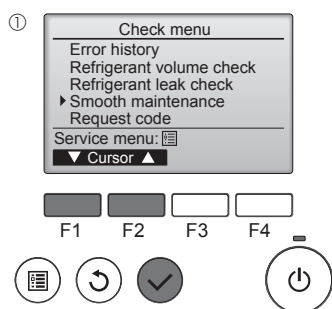 ①
Check menu
Error history
Refrigerant volume check
Refrigerant leak check
Smooth maintenance
Request code
Service menu:
▼ Cursor ▲
F1 F2 F3 F4